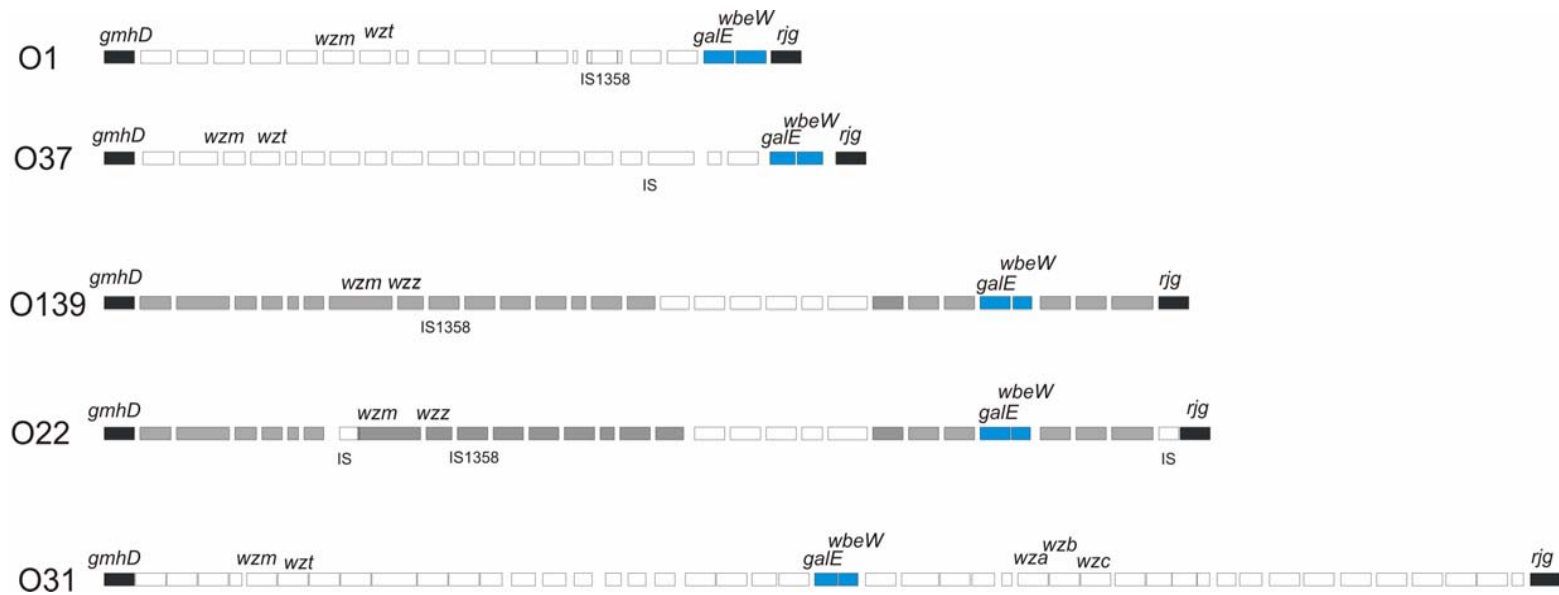 wbeW
gmhD wzm wzt galE rjg
O1
IS1358
gmhD wzm wzt galE wbeW rjg
O37
IS
wbeW
gmhD wzm wzz galE rjg
O139
IS1358
wbeW
gmhD wzm wzz galE rjg
O22
IS IS1358 IS
wbeW wzb
gmhD wzm wzt galE wza wzc rjg
O31